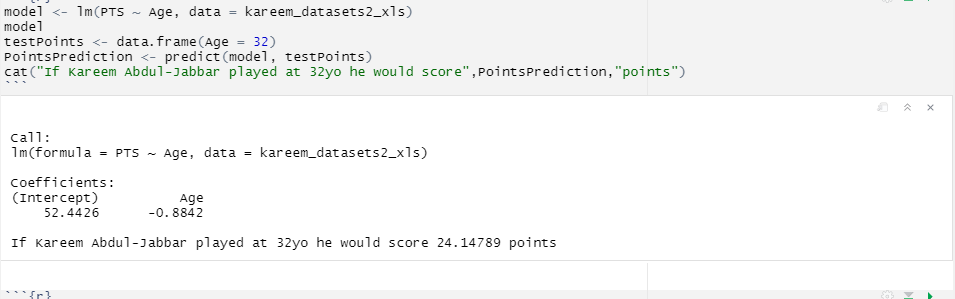 model <- lm(PTS ~ Age, data = kareem_datasets2_xls)
model
testPoints <- data.frame(Age = 32)
PointsPrediction <- predict(model, testPoints)
cat("If Kareem Abdul-Jabbar played at 32yo he would score",PointsPrediction,"points")
```
Call:
lm(formula = PTS ~ Age, data = kareem_datasets2_xls)
Coefficients:
(Intercept) Age
52.4426 -0.8842
If Kareem Abdul-Jabbar played at 32yo he would score 24.14789 points
```{r}